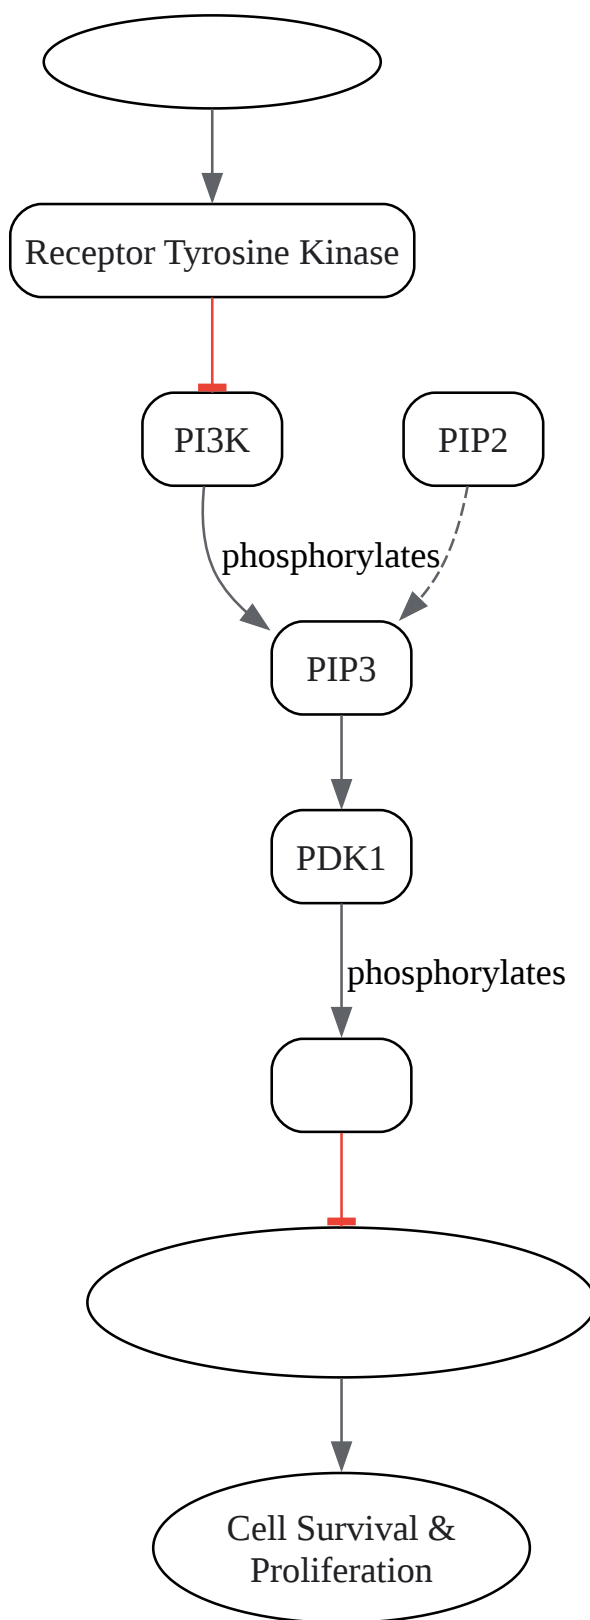 Receptor Tyrosine Kinase
PI3K
PIP2
phosphorylates
PIP3
PDK1
phosphorylates
Cell Survival &
Proliferation